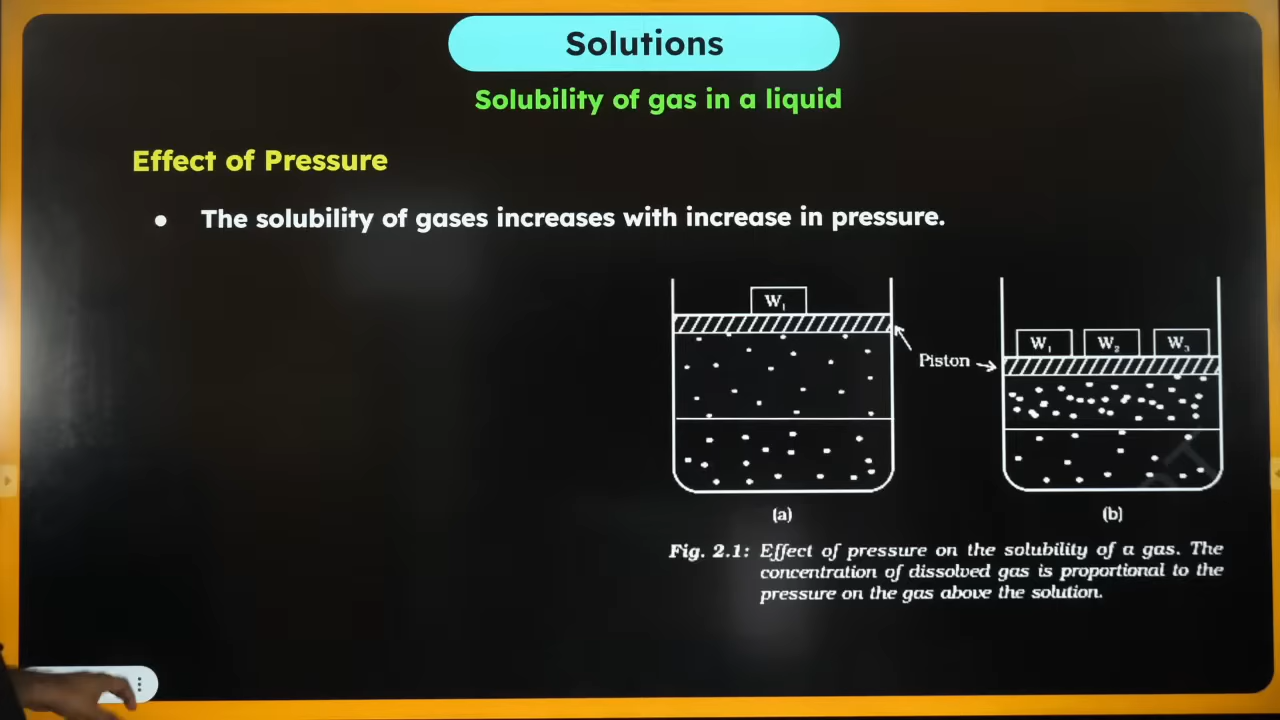 Solutions
Solubility of gas in a liquid
Effect of Pressure
● The solubility of gases increases with increase in pressure.
W₁
W₁ W₂ W₃
Piston
(a) (b)
Fig. 2.1: Effect of pressure on the solubility of a gas. The
concentration of dissolved gas is proportional to the
pressure on the gas above the solution.